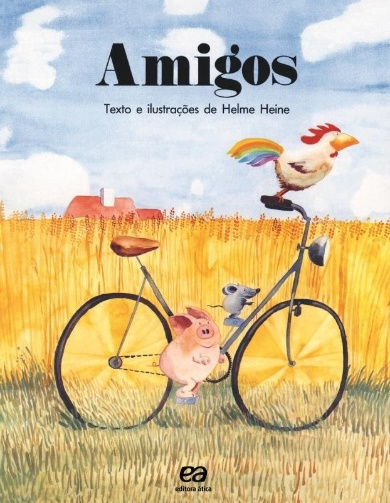 Amigos
Texto e ilustrações de Helme Heine
ea
editora ática